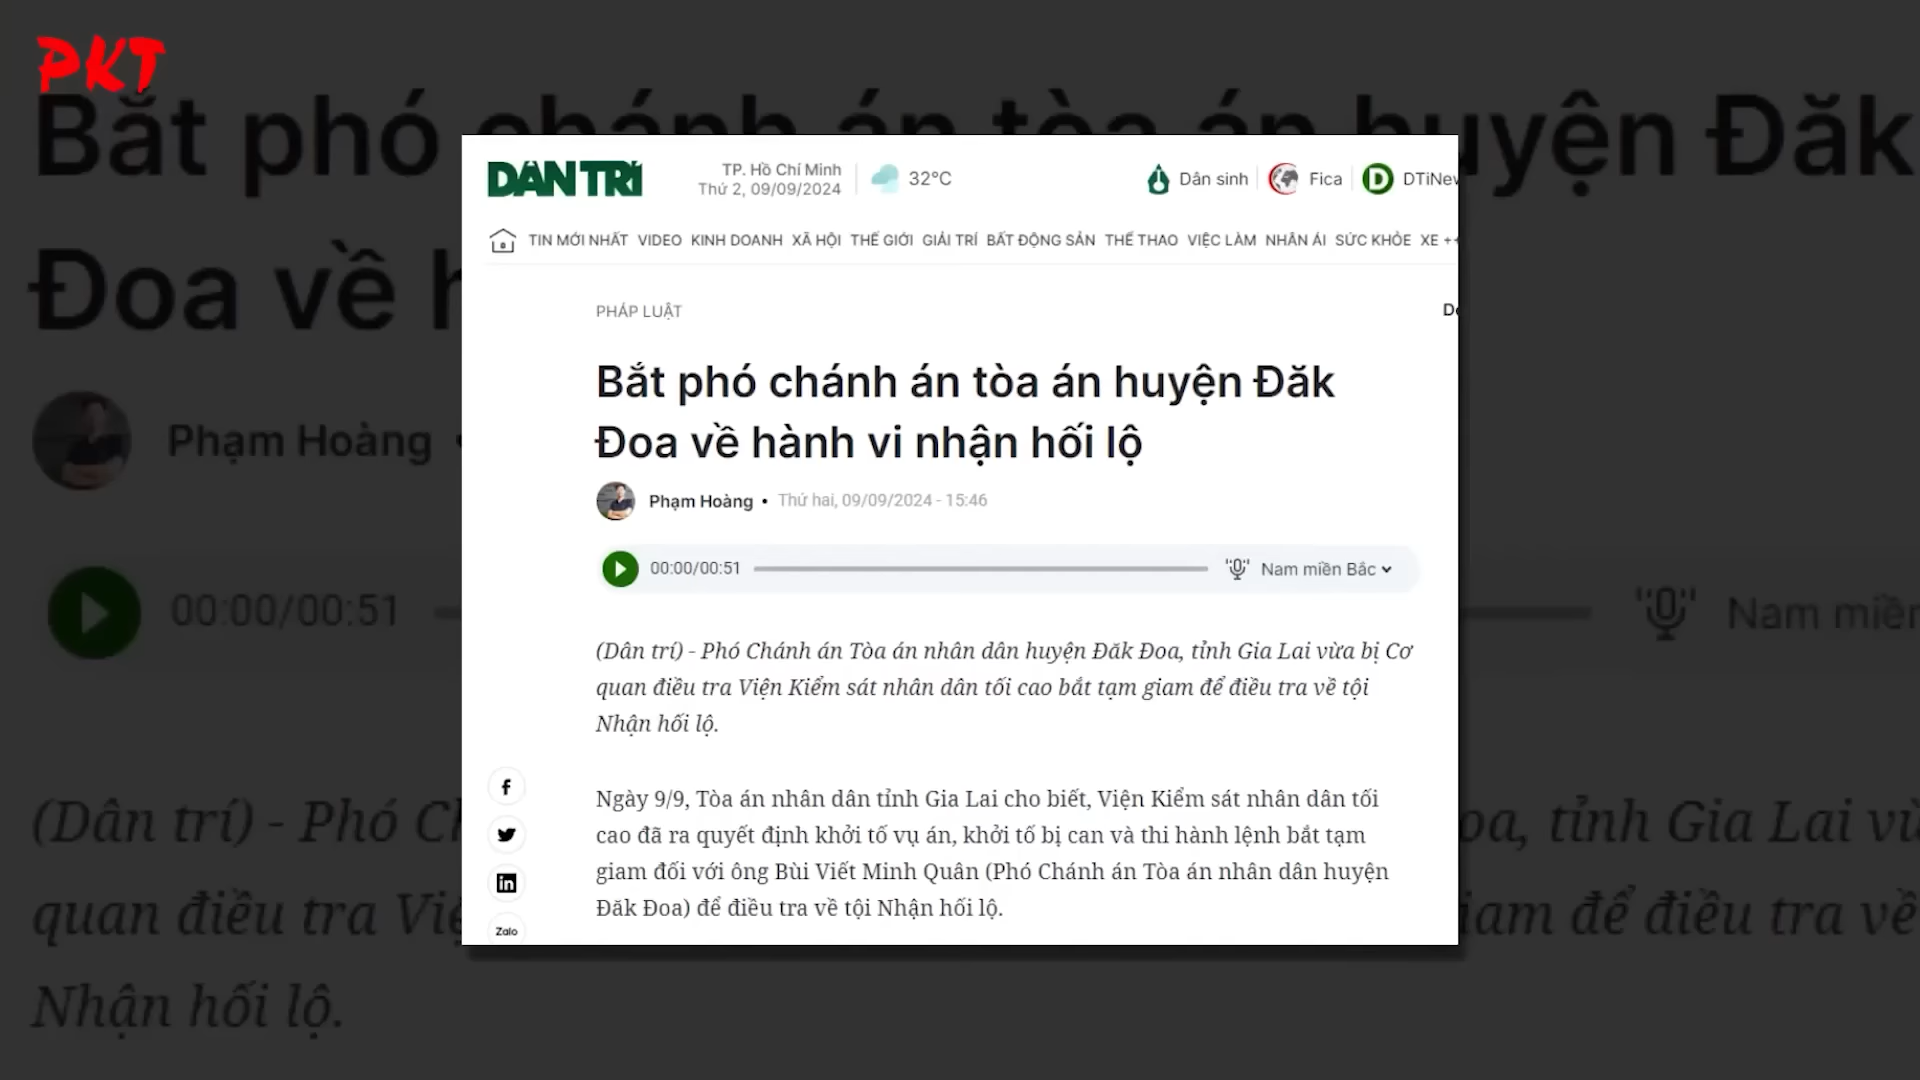 PKT
DÂN TRÍ
TP. Hồ Chí Minh
Thứ 2, 09/09/2024
32°C
Dân sinh
Fica
DTiNew
TIN MỚI NHẤT VIDEO KINH DOANH XÃ HỘI THẾ GIỚI GIẢI TRÍ BẤT ĐỘNG SẢN THỂ THAO VIỆC LÀM NHÂN ÁI SỨC KHỎE XE ++
PHÁP LUẬT
Bắt phó chánh án tòa án huyện Đăk
Đoa về hành vi nhận hối lộ
Phạm Hoàng • Thứ hai, 09/09/2024 - 15:46
00:00/00:51
Nam miền Bắc
(Dân trí) - Phó Chánh án Tòa án nhân dân huyện Đăk Đoa, tỉnh Gia Lai vừa bị Cơ
quan điều tra Viện Kiểm sát nhân dân tối cao bắt tạm giam để điều tra về tội
Nhận hối lộ.
Ngày 9/9, Tòa án nhân dân tỉnh Gia Lai cho biết, Viện Kiểm sát nhân dân tối
cao đã ra quyết định khởi tố vụ án, khởi tố bị can và thi hành lệnh bắt tạm
giam đối với ông Bùi Viết Minh Quân (Phó Chánh án Tòa án nhân dân huyện
Đăk Đoa) để điều tra về tội Nhận hối lộ.
Zalo